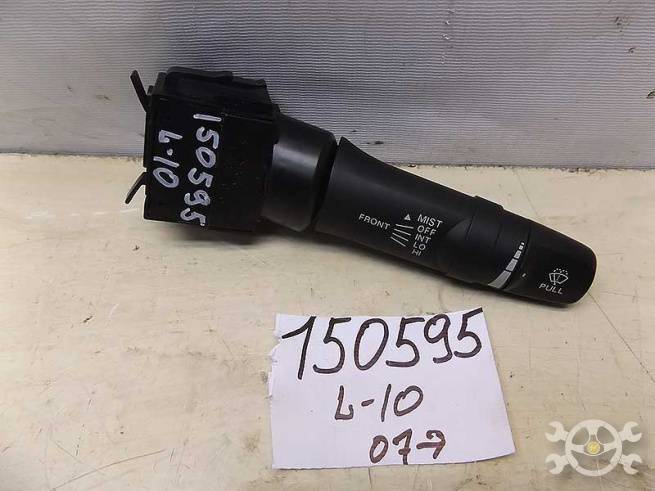 150595
L-10
FRONT
MIST
OFF
INT
LO
HI
PULL
150595
L-10
07→